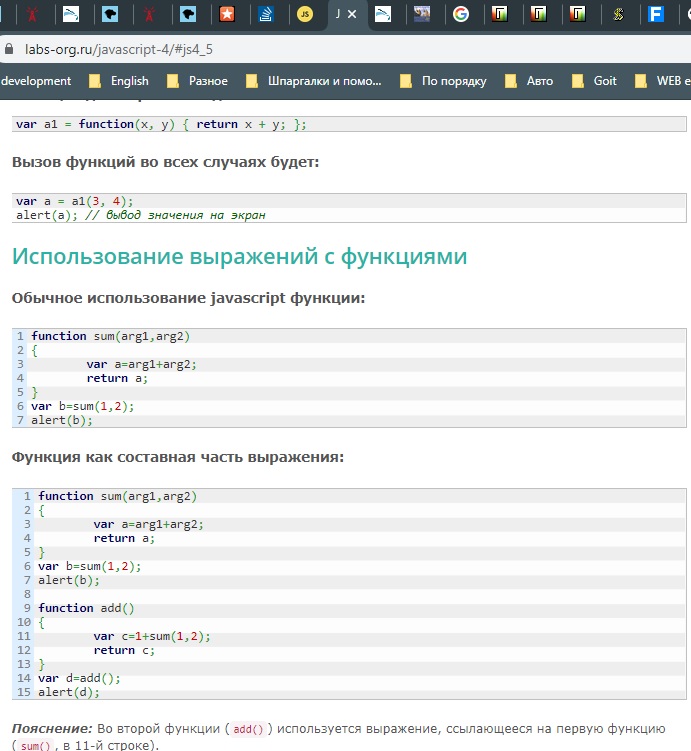 JS
J ×
labs-org.ru/javascript-4/#js4_5
development English Разное Шпаргалки и помо... По порядку Авто Goit WEB e
var a1 = function(x, y) { return x + y; };
Вызов функций во всех случаях будет:
var a = a1(3, 4);
alert(a); // вывод значения на экран
Использование выражений с функциями
Обычное использование javascript функции:
1 function sum(arg1,arg2)
2 {
3 var a=arg1+arg2;
4 return a;
5 }
6 var b=sum(1,2);
7 alert(b);
Функция как составная часть выражения:
1 function sum(arg1,arg2)
2 {
3 var a=arg1+arg2;
4 return a;
5 }
6 var b=sum(1,2);
7 alert(b);
8
9 function add()
10 {
11 var c=1+sum(1,2);
12 return c;
13 }
14 var d=add();
15 alert(d);
Пояснение: Во второй функции ( add() ) используется выражение, ссылающееся на первую функцию
( sum() , в 11-й строке).